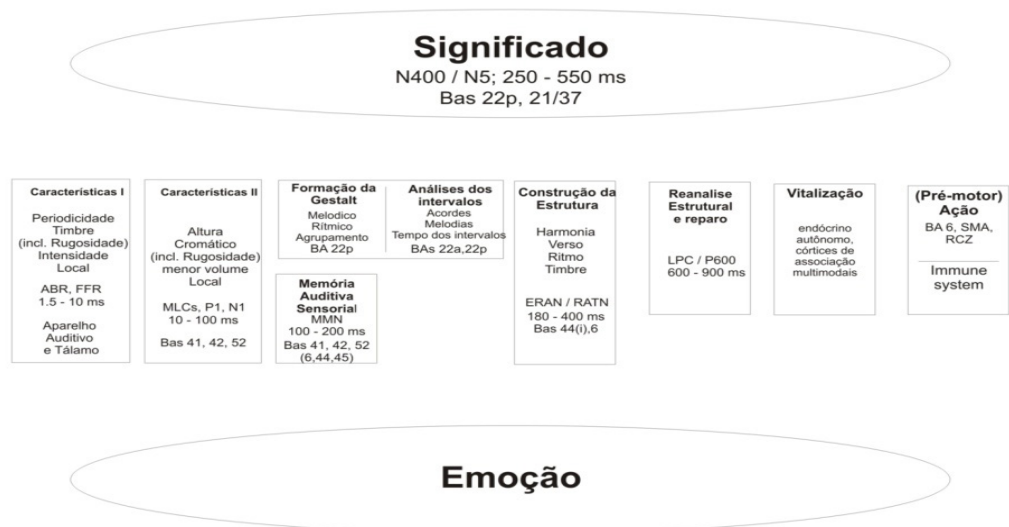 Significado
N400 / N5; 250 - 550 ms
Bas 22p, 21/37
Características I
Periodicidade
Timbre
(incl. Rugosidade)
Intensidade
Local
ABR, FFR
1.5 - 10 ms
Aparelho
Auditivo
e Tálamo
Características II
Altura
Cromático
(incl. Rugosidade)
menor volume
Local
MLCs, P1, N1
10 - 100 ms
Bas 41, 42, 52
Formação da
Gestalt
Melodico
Rítmico
Agrupamento
BA 22p
Análises dos
intervalos
Acordes
Melodias
Tempo dos intervalos
BAs 22a,22p
Memória
Auditiva
Sensorial
MMN
100 - 200 ms
Bas 41, 42, 52
(6,44,45)
Construção da
Estrutura
Harmonia
Verso
Ritmo
Timbre
ERAN / RATN
180 - 400 ms
Bas 44(i),6
Reanalise
Estrutural
e reparo
LPC / P600
600 - 900 ms
Vitalização
endócrino
autônomo,
córtices de
associação
multimodais
(Pré-motor)
Ação
BA 6, SMA,
RCZ
Immune
system
Emoção